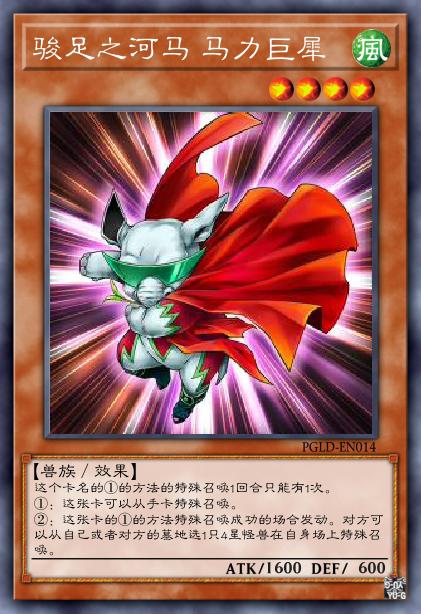 骏足之河马 马力巨犀
風
PGLD-EN014
【兽族／效果】
这个卡名的①的方法的特殊召唤1回合只能有1次。
①：这张卡可以从手卡特殊召唤。
②：这张卡的①的方法特殊召唤成功的场合发动。对方可
以从自己或者对方的墓地选1只4星怪兽在自身场上特殊召
唤。
ATK/1600 DEF/ 600